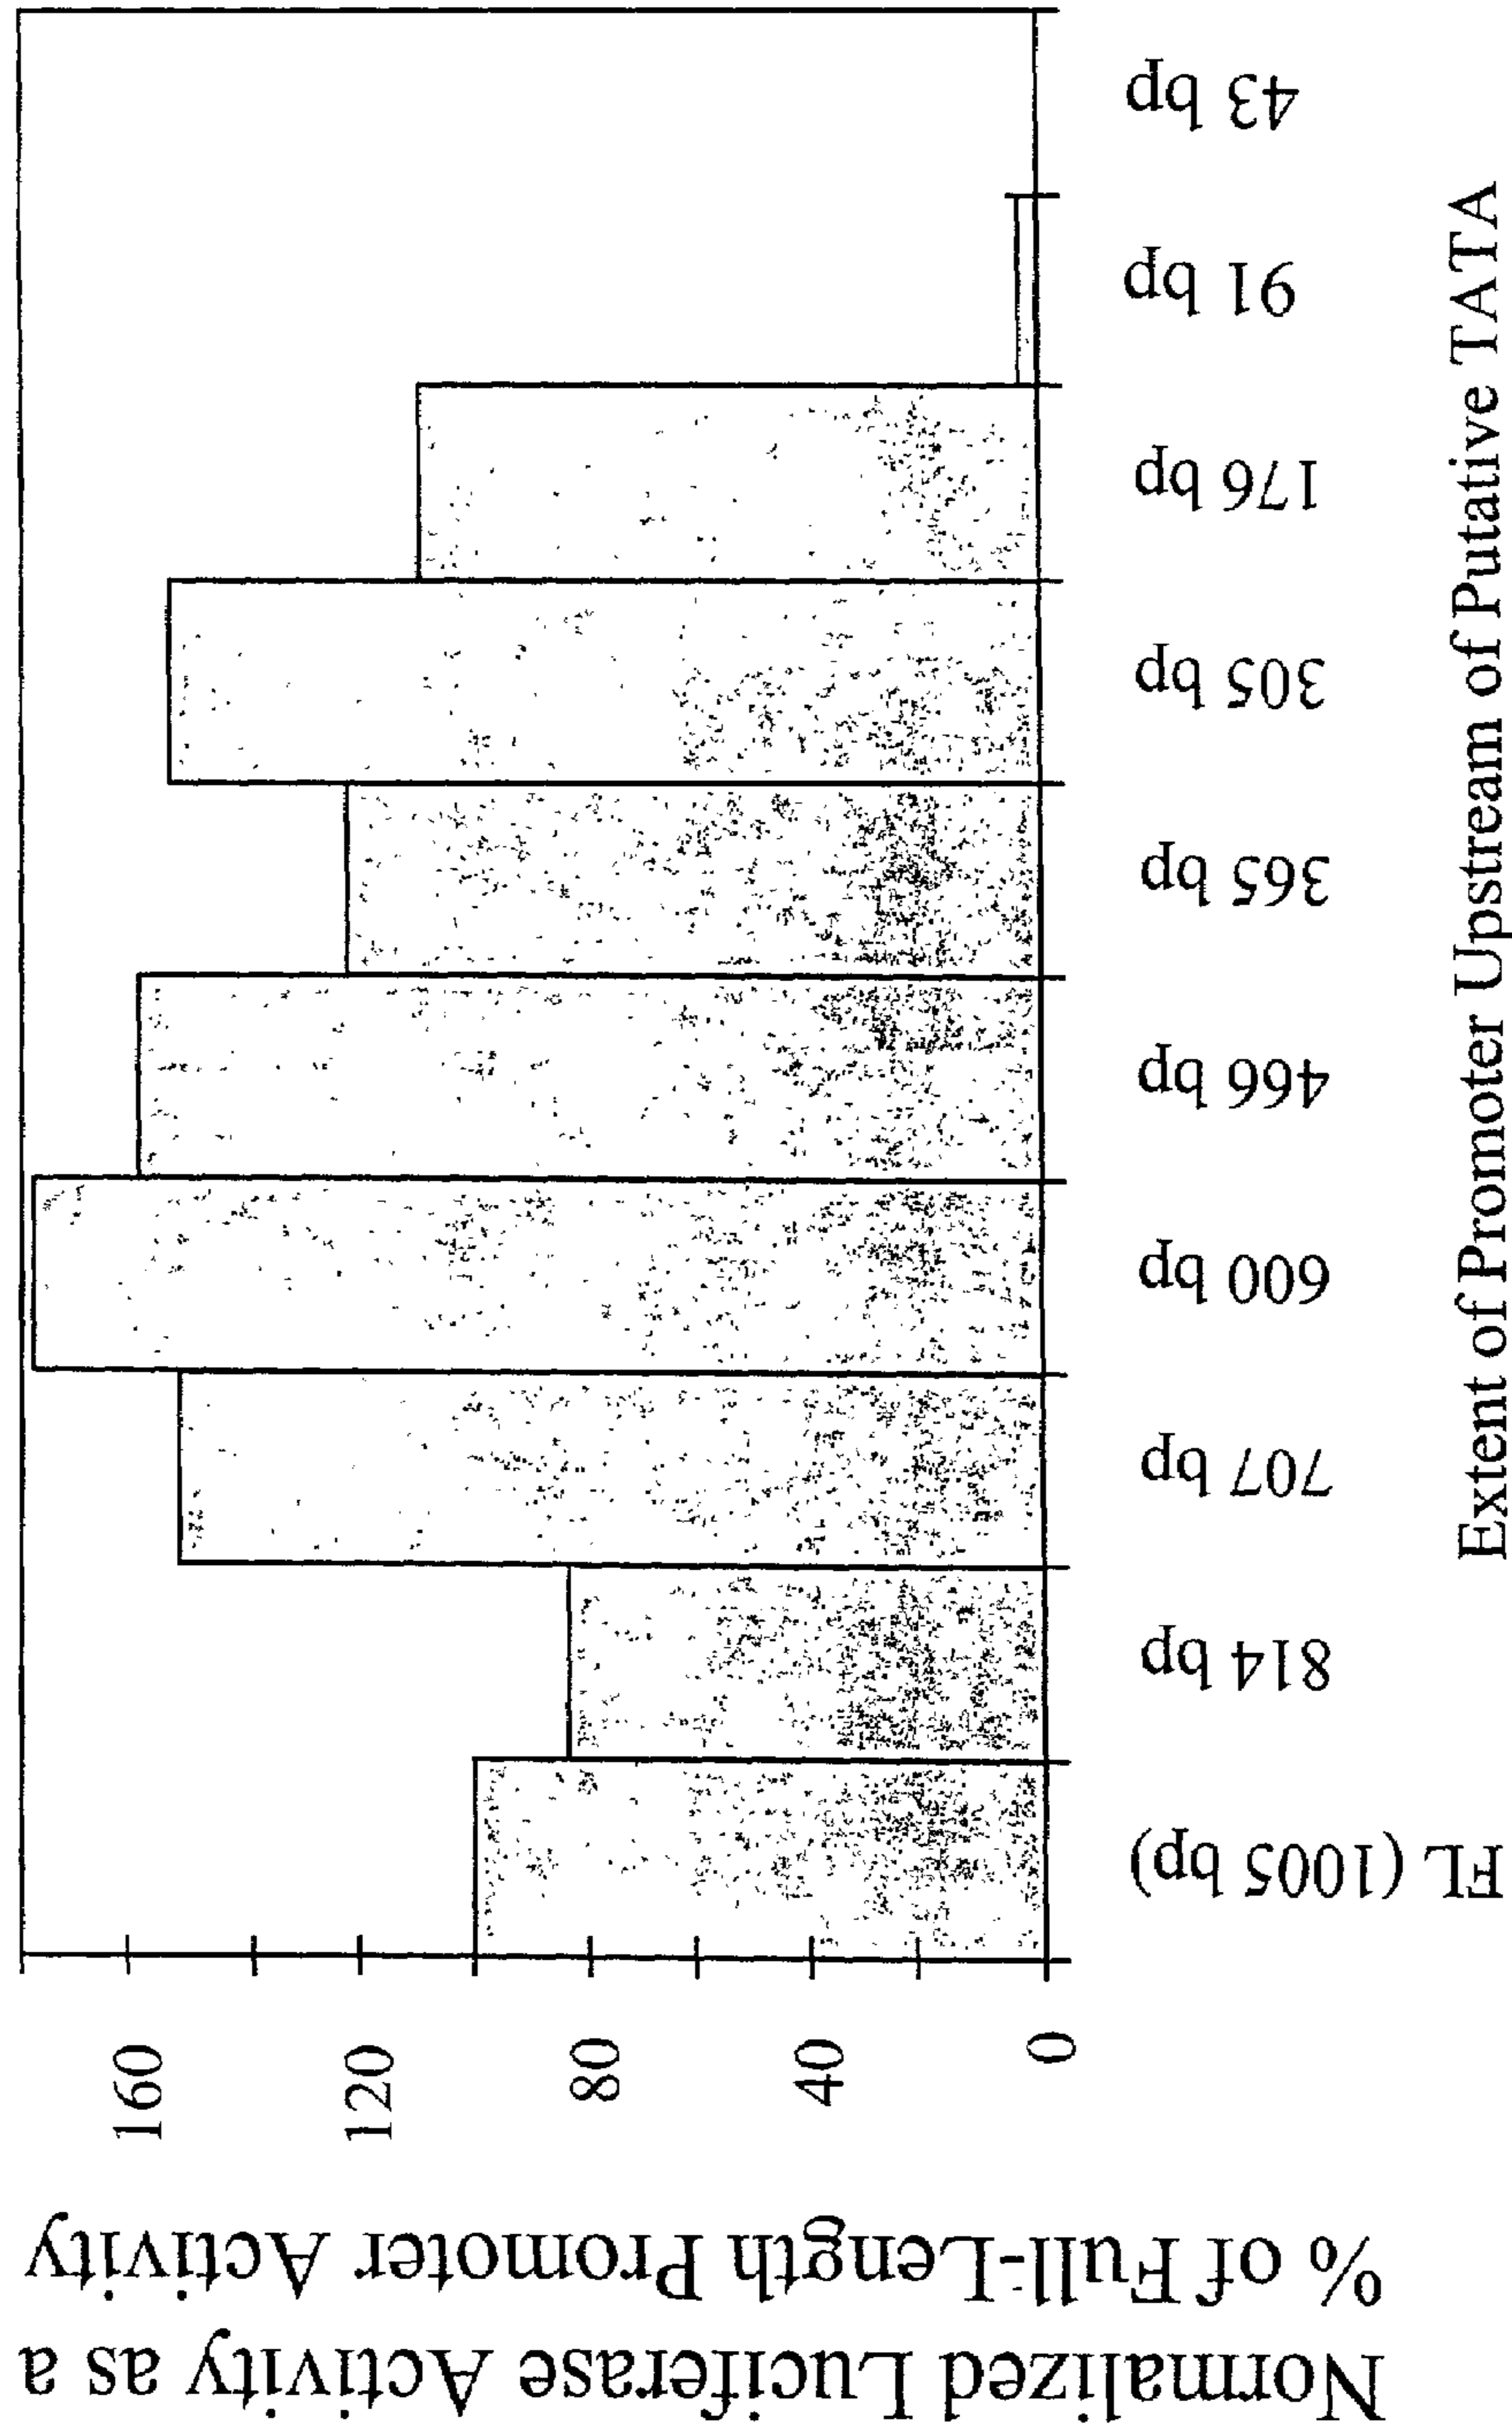 Normalized Luciferase Activity as a
% of Full-Length Promoter Activity
160
120
80
40
0
FL (1005 bp)
814 bp
707 bp
600 bp
466 bp
365 bp
305 bp
176 bp
91 bp
43 bp
Extent of Promoter Upstream of Putative TATA